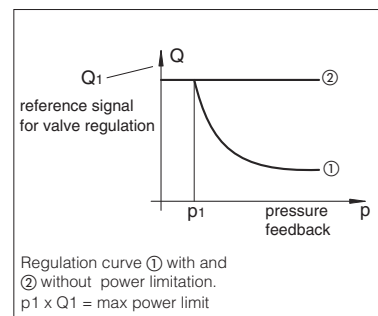 Q
Q1
②
reference signal
for valve regulation
①
p1
pressure
feedback
p
Regulation curve ① with and
② without power limitation.
p1 x Q1 = max power limit